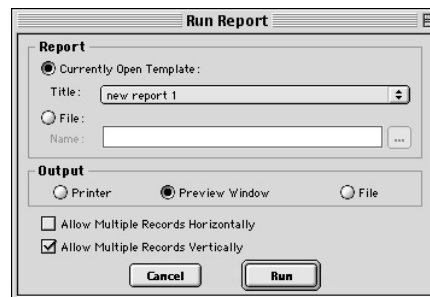 Run Report
Report
Currently Open Template:
Title: new report 1
File:
Name: ...
Output
Printer Preview Window File
Allow Multiple Records Horizontally
Allow Multiple Records Vertically
Cancel Run